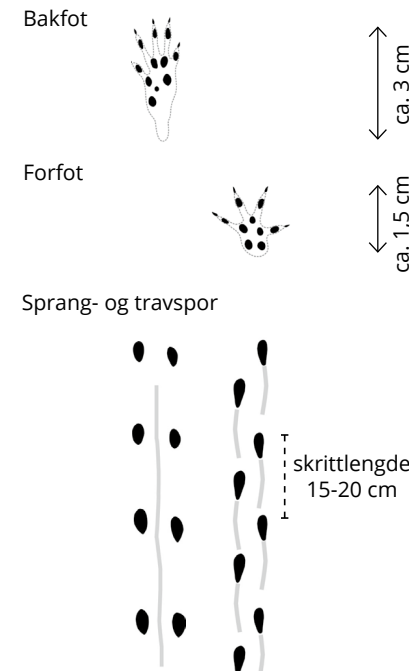 Bakfot
ca. 3 cm
Forfot
ca. 1,5 cm
Sprang- og travspor
skrittlengde
15-20 cm